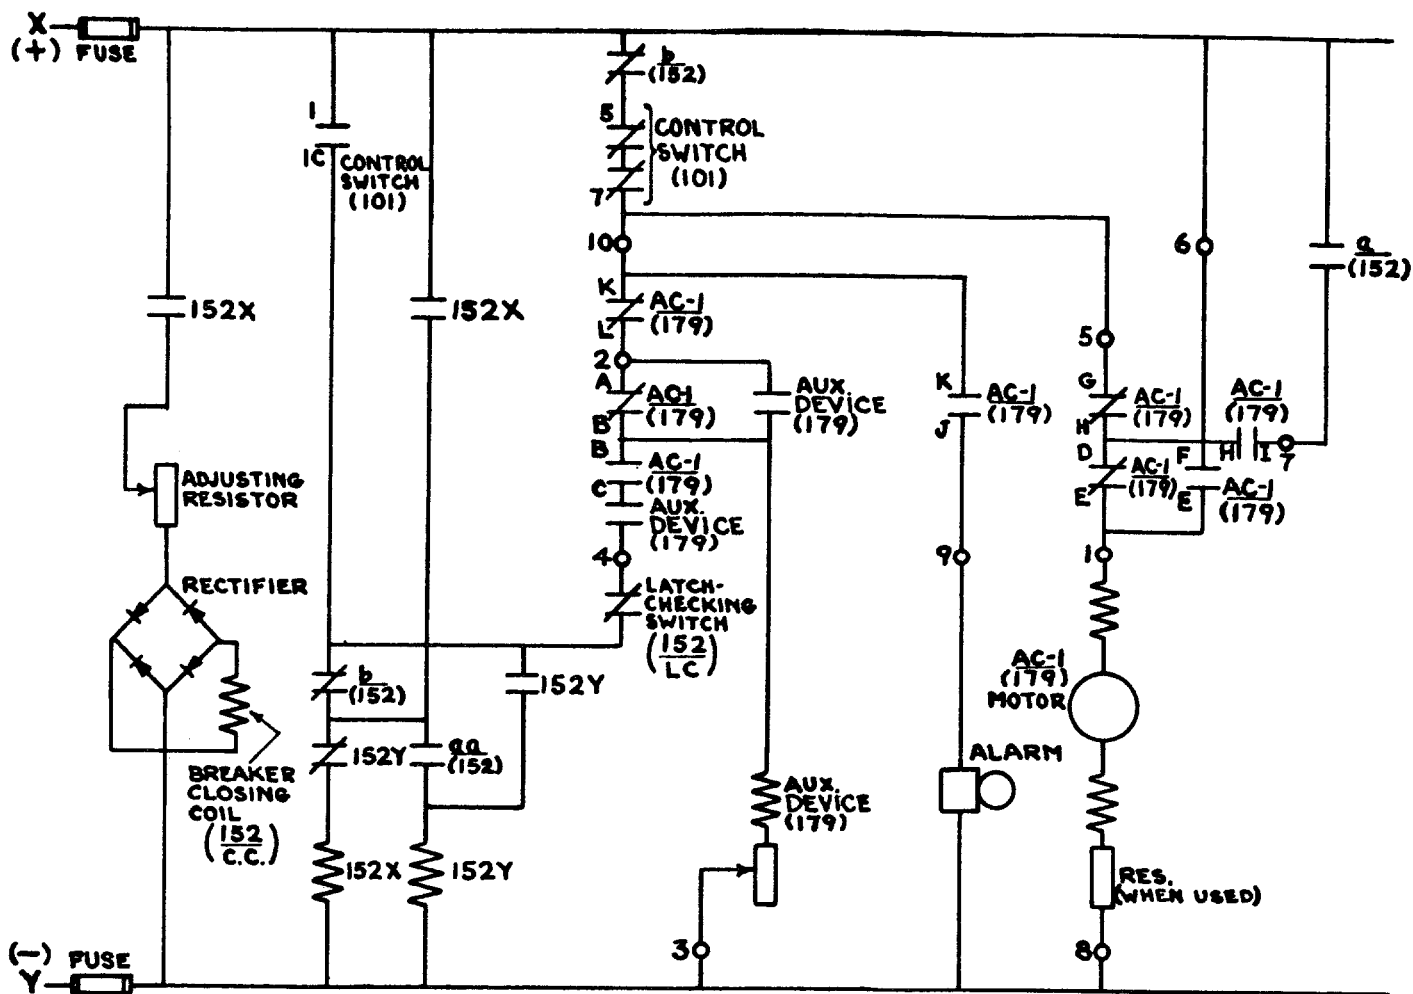 X
(+)
FUSE
b
(152)
1
1C
CONTROL
SWITCH
(101)
5
7
CONTROL
SWITCH
(101)
10
6
a
(152)
152X
152X
K
L
AC-1
(179)
2
A
B
AC-1
(179)
AUX.
DEVICE
(179)
K
J
AC-1
(179)
5
G
H
AC-1
(179)
AC-1
(179)
H
I
7
B
C
AC-1
(179)
AUX.
DEVICE
(179)
D
E
AC-1
(179)
F
E
AC-1
(179)
4
9
1
ADJUSTING
RESISTOR
RECTIFIER
LATCH-
CHECKING
SWITCH
(152
LC)
b
(152)
152Y
AC-1
(179)
MOTOR
152Y
aa
(152)
ALARM
BREAKER
CLOSING
COIL
(152
C.C.)
AUX.
DEVICE
(179)
152X
152Y
RES.
(WHEN USED)
3
8
(-)
Y
FUSE